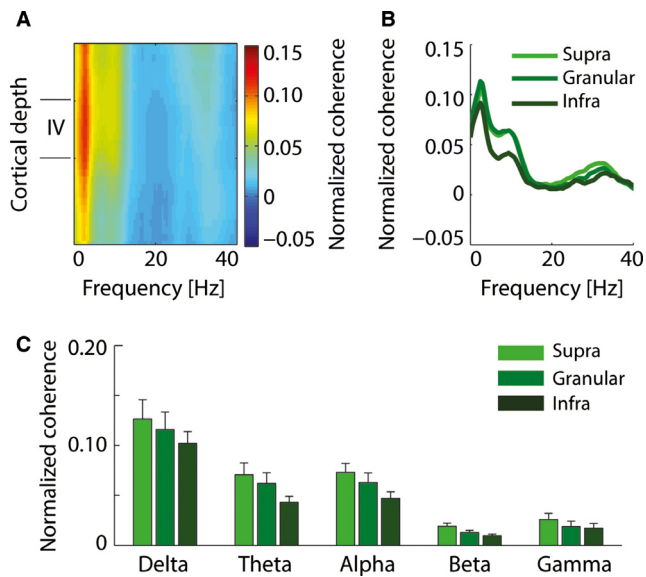 A
Cortical depth
IV
0.15
0.10
0.05
0
−0.05
Normalized coherence
0 20 40
Frequency [Hz]
B
Normalized coherence
0.15
0.10
0.05
0
−0.05
Supra
Granular
Infra
0 20 40
Frequency [Hz]
C
Normalized coherence
0.20
0.10
0
Supra
Granular
Infra
Delta Theta Alpha Beta Gamma